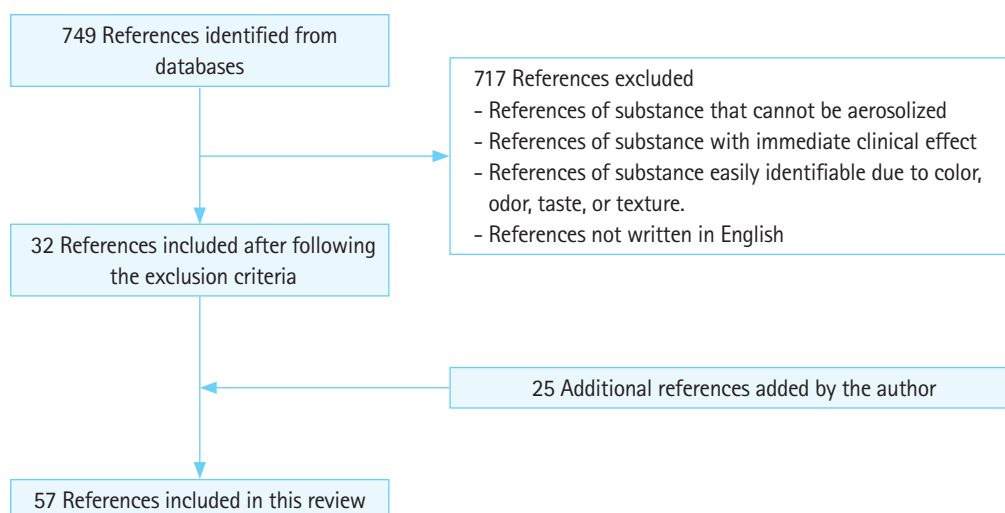 749 References identified from
databases
717 References excluded
- References of substance that cannot be aerosolized
- References of substance with immediate clinical effect
- References of substance easily identifiable due to color,
odor, taste, or texture.
- References not written in English
32 References included after following
the exclusion criteria
25 Additional references added by the author
57 References included in this review